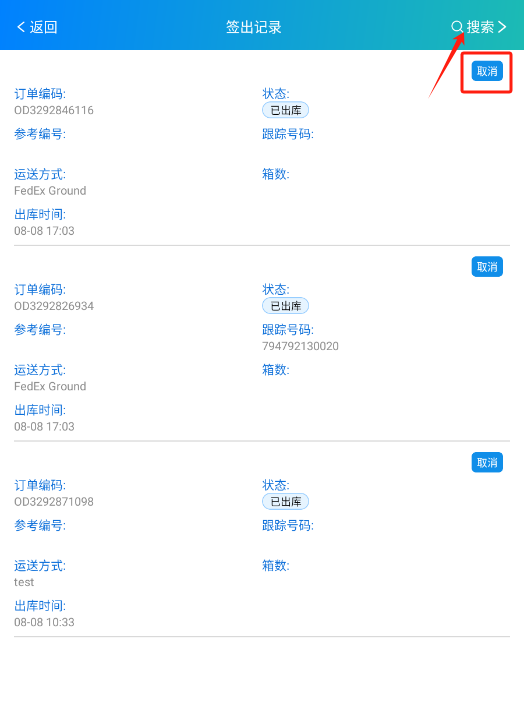 返回 签出记录 搜索
取消
订单编码: 状态:
OD3292846116 已出库
参考编号: 跟踪号码:
运送方式: 箱数:
FedEx Ground
出库时间:
08-08 17:03
取消
订单编码: 状态:
OD3292826934 已出库
参考编号: 跟踪号码:
794792130020
运送方式: 箱数:
FedEx Ground
出库时间:
08-08 17:03
取消
订单编码: 状态:
OD3292871098 已出库
参考编号: 跟踪号码:
运送方式: 箱数:
test
出库时间:
08-08 10:33